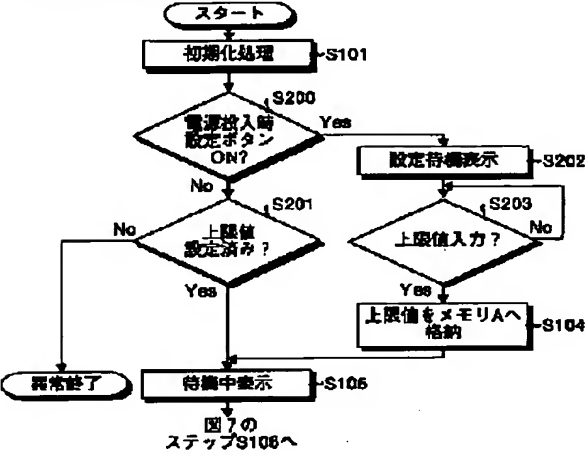 スタート
初期化処理
S101
S200
電源投入時
設定ボタン
ON?
Yes
No
設定待機表示
S202
S201
上限値
設定済み?
No
Yes
S203
上限値入力?
No
Yes
上限値をメモリAへ
格納
S104
異常終了
待機中表示
S105
図7の
ステップS106へ